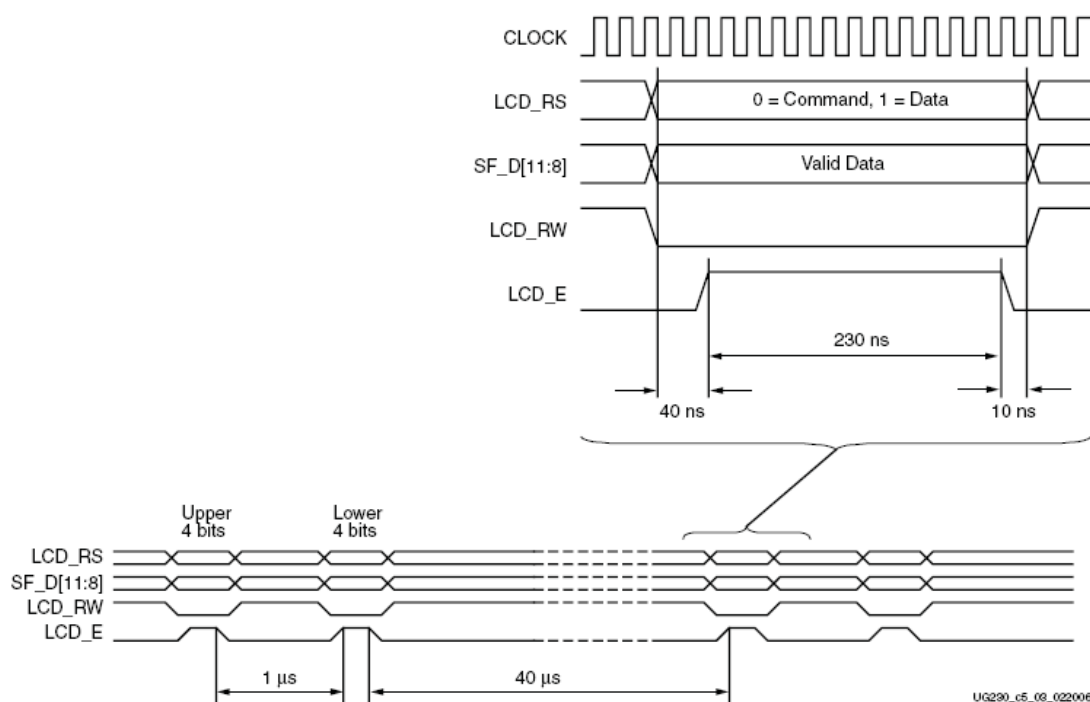 CLOCK
LCD_RS
0 = Command, 1 = Data
SF_D[11:8]
Valid Data
LCD_RW
LCD_E
230 ns
40 ns
10 ns
Upper
4 bits
Lower
4 bits
LCD_RS
SF_D[11:8]
LCD_RW
LCD_E
1 μs
40 μs
UG230_c5_03_022006